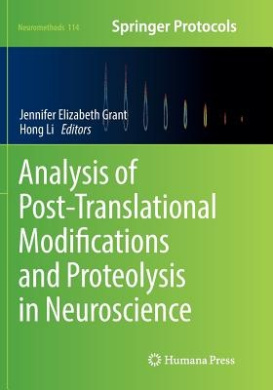 Neuromethods 114
Springer Protocols
Jennifer Elizabeth Grant
Hong Li Editors
Analysis of
Post-Translational
Modifications
and Proteolysis
in Neuroscience
Humana Press